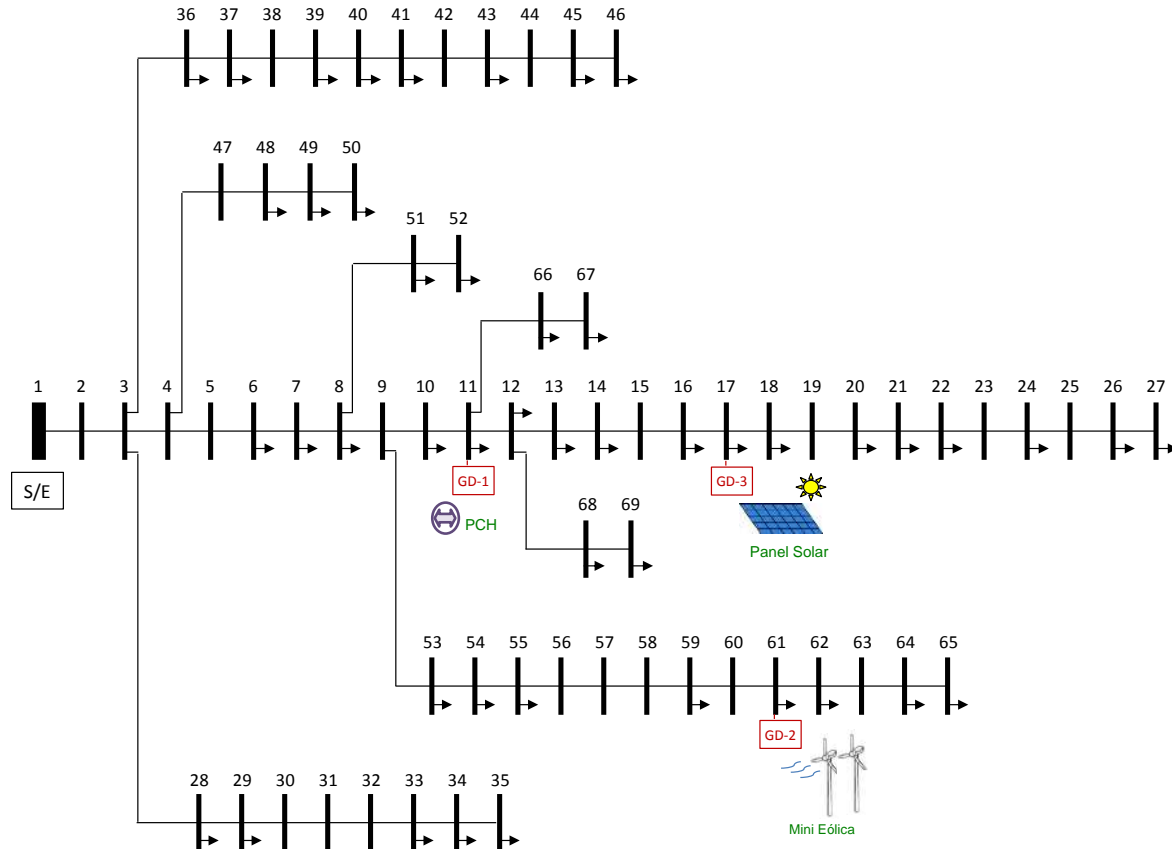 36 37 38 39 40 41 42 43 44 45 46
47 48 49 50
51 52
66 67
1 2 3 4 5 6 7 8 9 10 11 12 13 14 15 16 17 18 19 20 21 22 23 24 25 26 27
S/E
GD-1
GD-3
PCH
68 69
Panel Solar
53 54 55 56 57 58 59 60 61 62 63 64 65
GD-2
28 29 30 31 32 33 34 35
Mini Eólica